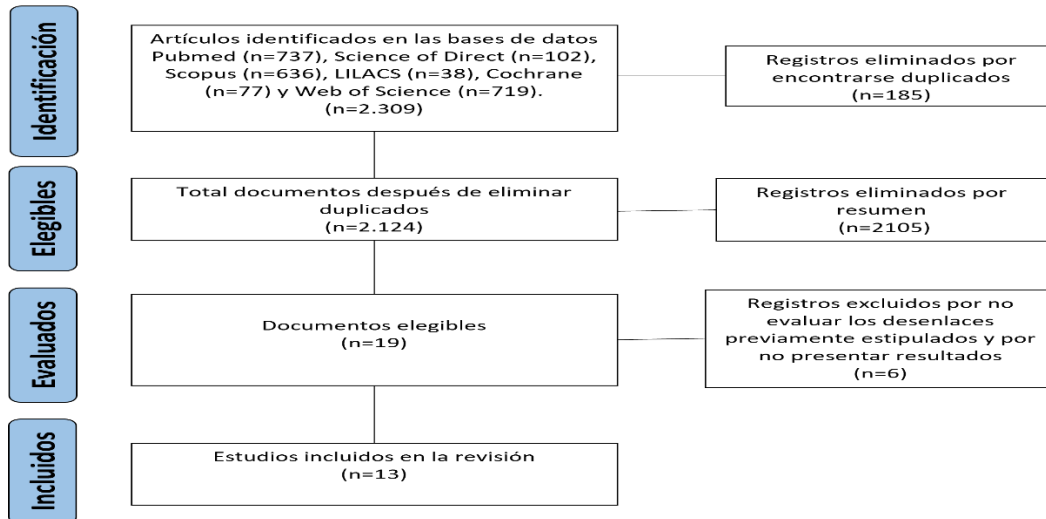 Identificación
Artículos identificados en las bases de datos
Pubmed (n=737), Science of Direct (n=102),
Scopus (n=636), LILACS (n=38), Cochrane
(n=77) y Web of Science (n=719).
(n=2.309)
Registros eliminados por
encontrarse duplicados
(n=185)
Elegibles
Total documentos después de eliminar
duplicados
(n=2.124)
Registros eliminados por
resumen
(n=2105)
Evaluados
Documentos elegibles
(n=19)
Registros excluidos por no
evaluar los desenlaces
previamente estipulados y por
no presentar resultados
(n=6)
Incluidos
Estudios incluidos en la revisión
(n=13)